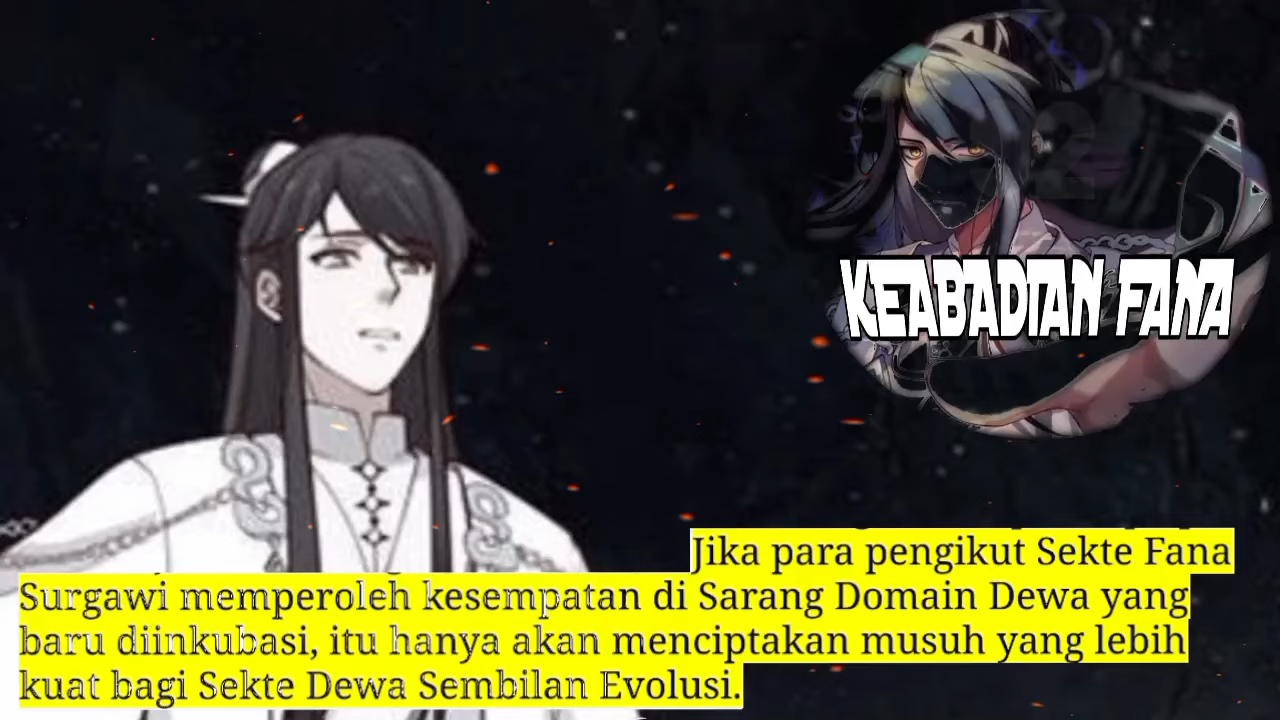 KEABADIAN FANA
Jika para pengikut Sekte Fana
Surgawi memperoleh kesempatan di Sarang Domain Dewa yang
baru diinkubasi, itu hanya akan menciptakan musuh yang lebih
kuat bagi Sekte Dewa Sembilan Evolusi.